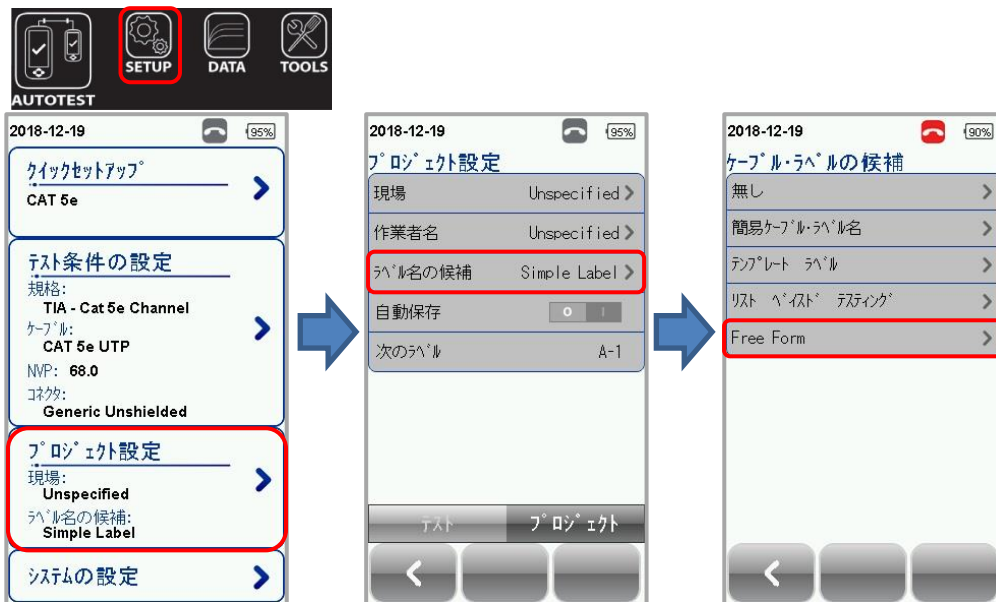 AUTOTEST
SETUP
DATA
TOOLS
2018-12-19
95%
クイックセットアップ
CAT 5e
テスト条件の設定
規格:
TIA - Cat 5e Channel
ケーブル:
CAT 5e UTP
NVP: 68.0
コネクタ:
Generic Unshielded
プロジェクト設定
現場:
Unspecified
ラベル名の候補:
Simple Label
システムの設定
2018-12-19
95%
プロジェクト設定
現場 Unspecified
作業者名 Unspecified
ラベル名の候補 Simple Label
自動保存 O I
次のラベル A-1
テスト プロジェクト
2018-12-19
90%
ケーブル・ラベルの候補
無し
簡易ケーブル・ラベル名
テンプレート ラベル
リスト ベイスド テスティング
Free Form